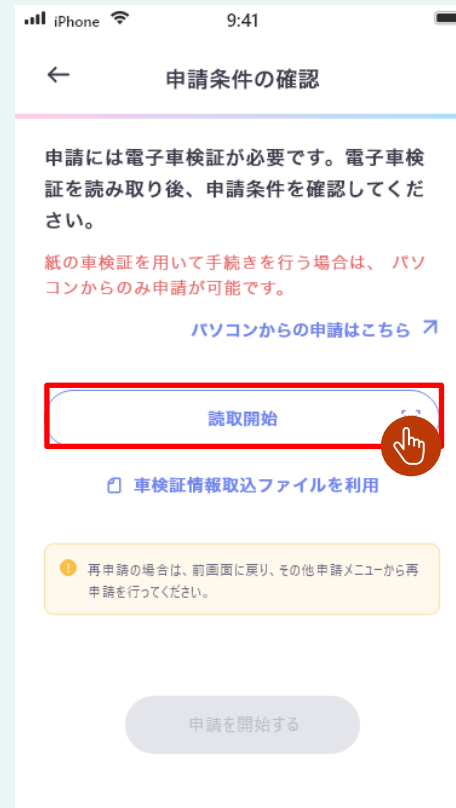 iPhone 9:41
申請条件の確認
申請には電子車検証が必要です。電子車検
証を読み取り後、申請条件を確認してくだ
さい。
紙の車検証を用いて手続きを行う場合は、 パソ
コンからのみ申請が可能です。
パソコンからの申請はこちら
読取開始
車検証情報取込ファイルを利用
再申請の場合は、前画面に戻り、その他申請メニューから再
申請を行ってください。
申請を開始する